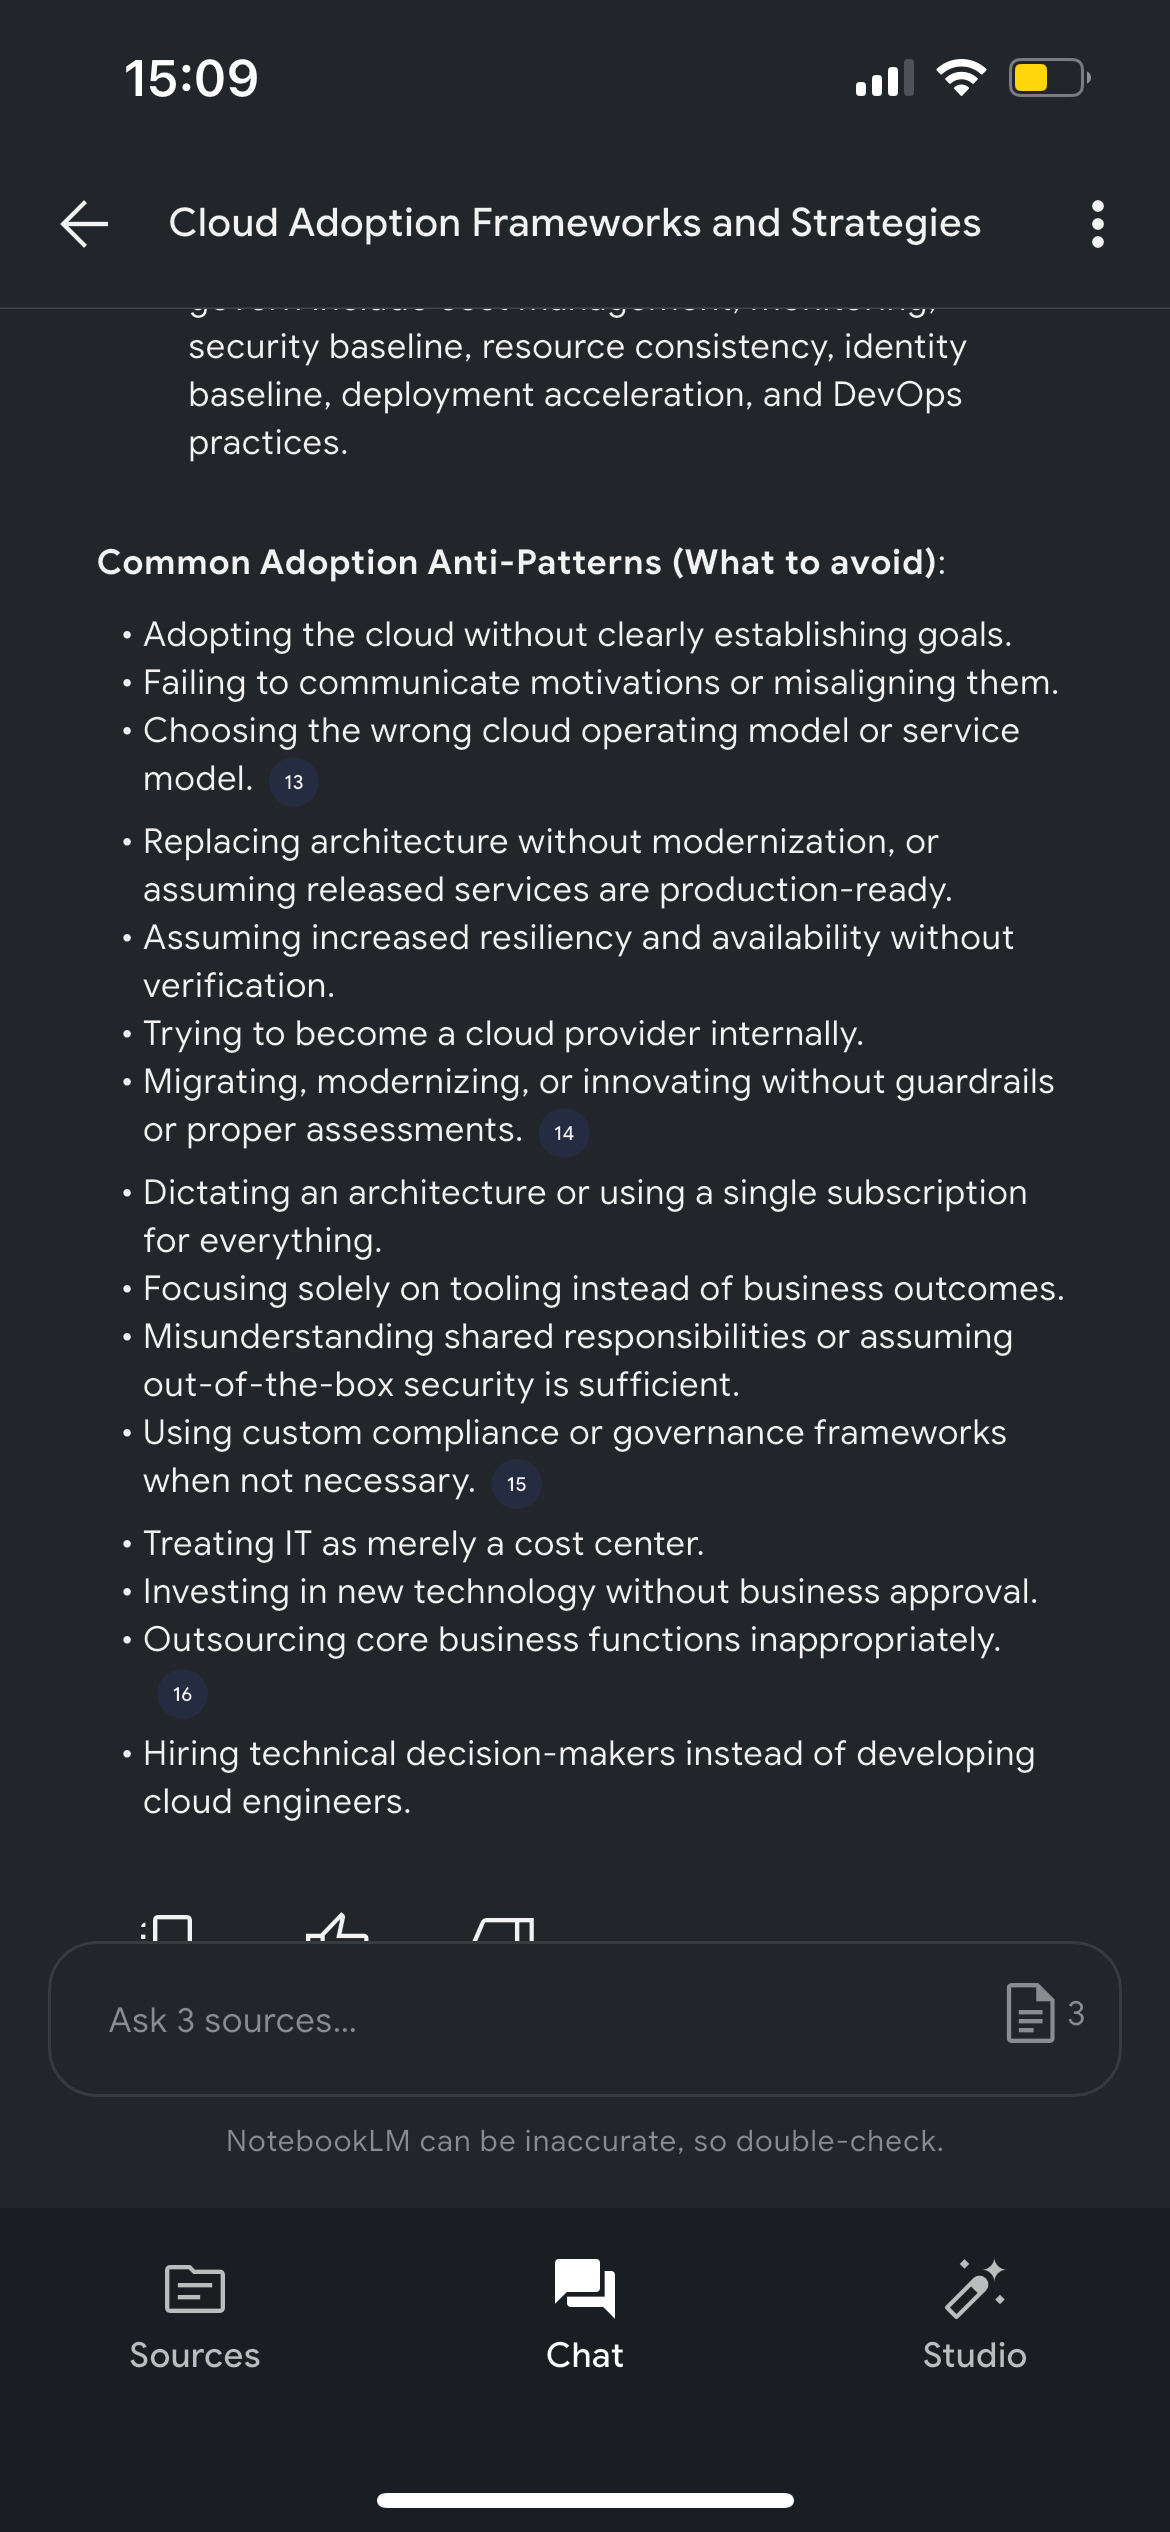 15:09
Cloud Adoption Frameworks and Strategies
govern include cost management, monitoring,
security baseline, resource consistency, identity
baseline, deployment acceleration, and DevOps
practices.
Common Adoption Anti-Patterns (What to avoid):
• Adopting the cloud without clearly establishing goals.
• Failing to communicate motivations or misaligning them.
• Choosing the wrong cloud operating model or service
model. 13
• Replacing architecture without modernization, or
assuming released services are production-ready.
• Assuming increased resiliency and availability without
verification.
• Trying to become a cloud provider internally.
• Migrating, modernizing, or innovating without guardrails
or proper assessments. 14
• Dictating an architecture or using a single subscription
for everything.
• Focusing solely on tooling instead of business outcomes.
• Misunderstanding shared responsibilities or assuming
out-of-the-box security is sufficient.
• Using custom compliance or governance frameworks
when not necessary. 15
• Treating IT as merely a cost center.
• Investing in new technology without business approval.
• Outsourcing core business functions inappropriately.
16
• Hiring technical decision-makers instead of developing
cloud engineers.
Ask 3 sources...
3
NotebookLM can be inaccurate, so double-check.
Sources
Chat
Studio